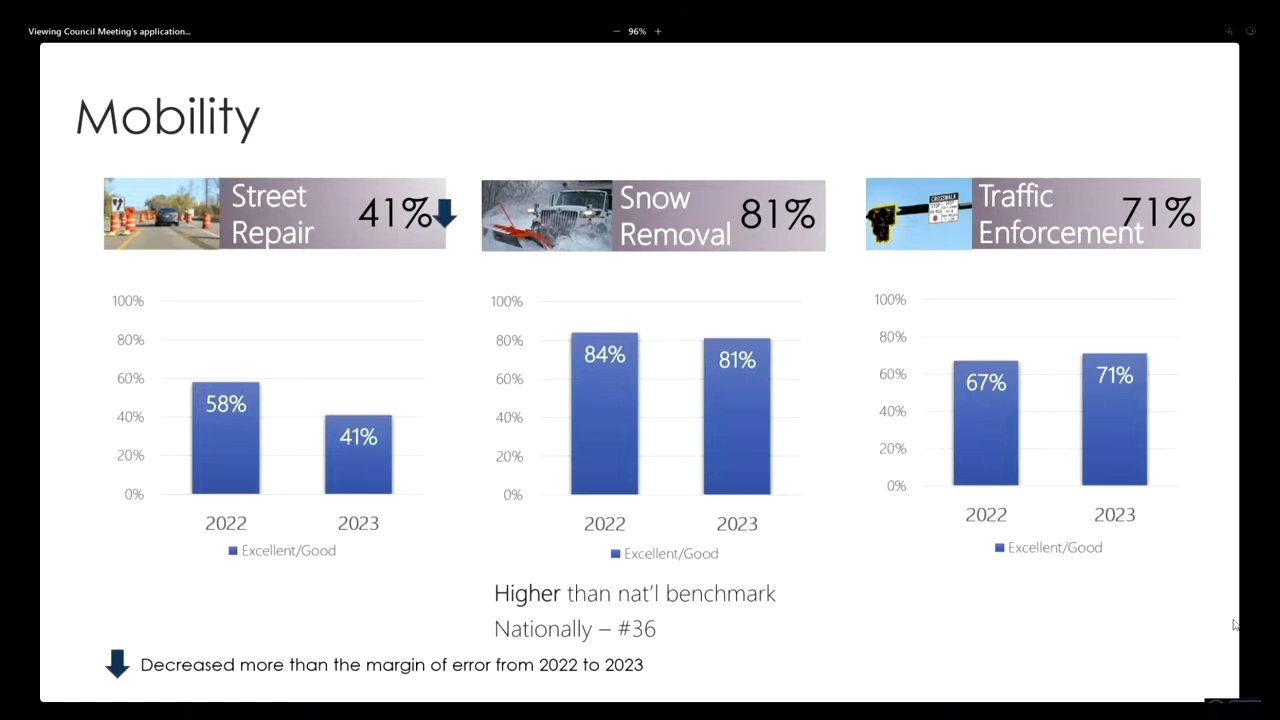 Viewing Council Meeting's application...
96%
Mobility
Street
Repair
41%
Snow
Removal
81%
Traffic
Enforcement
71%
CROSSWALK
100%
80%
60%
40%
20%
0%
58%
41%
2022
2023
Excellent/Good
100%
80%
60%
40%
20%
0%
84%
81%
2022
2023
Excellent/Good
100%
80%
60%
40%
20%
0%
67%
71%
2022
2023
Excellent/Good
Higher than nat'l benchmark
Nationally – #36
Decreased more than the margin of error from 2022 to 2023